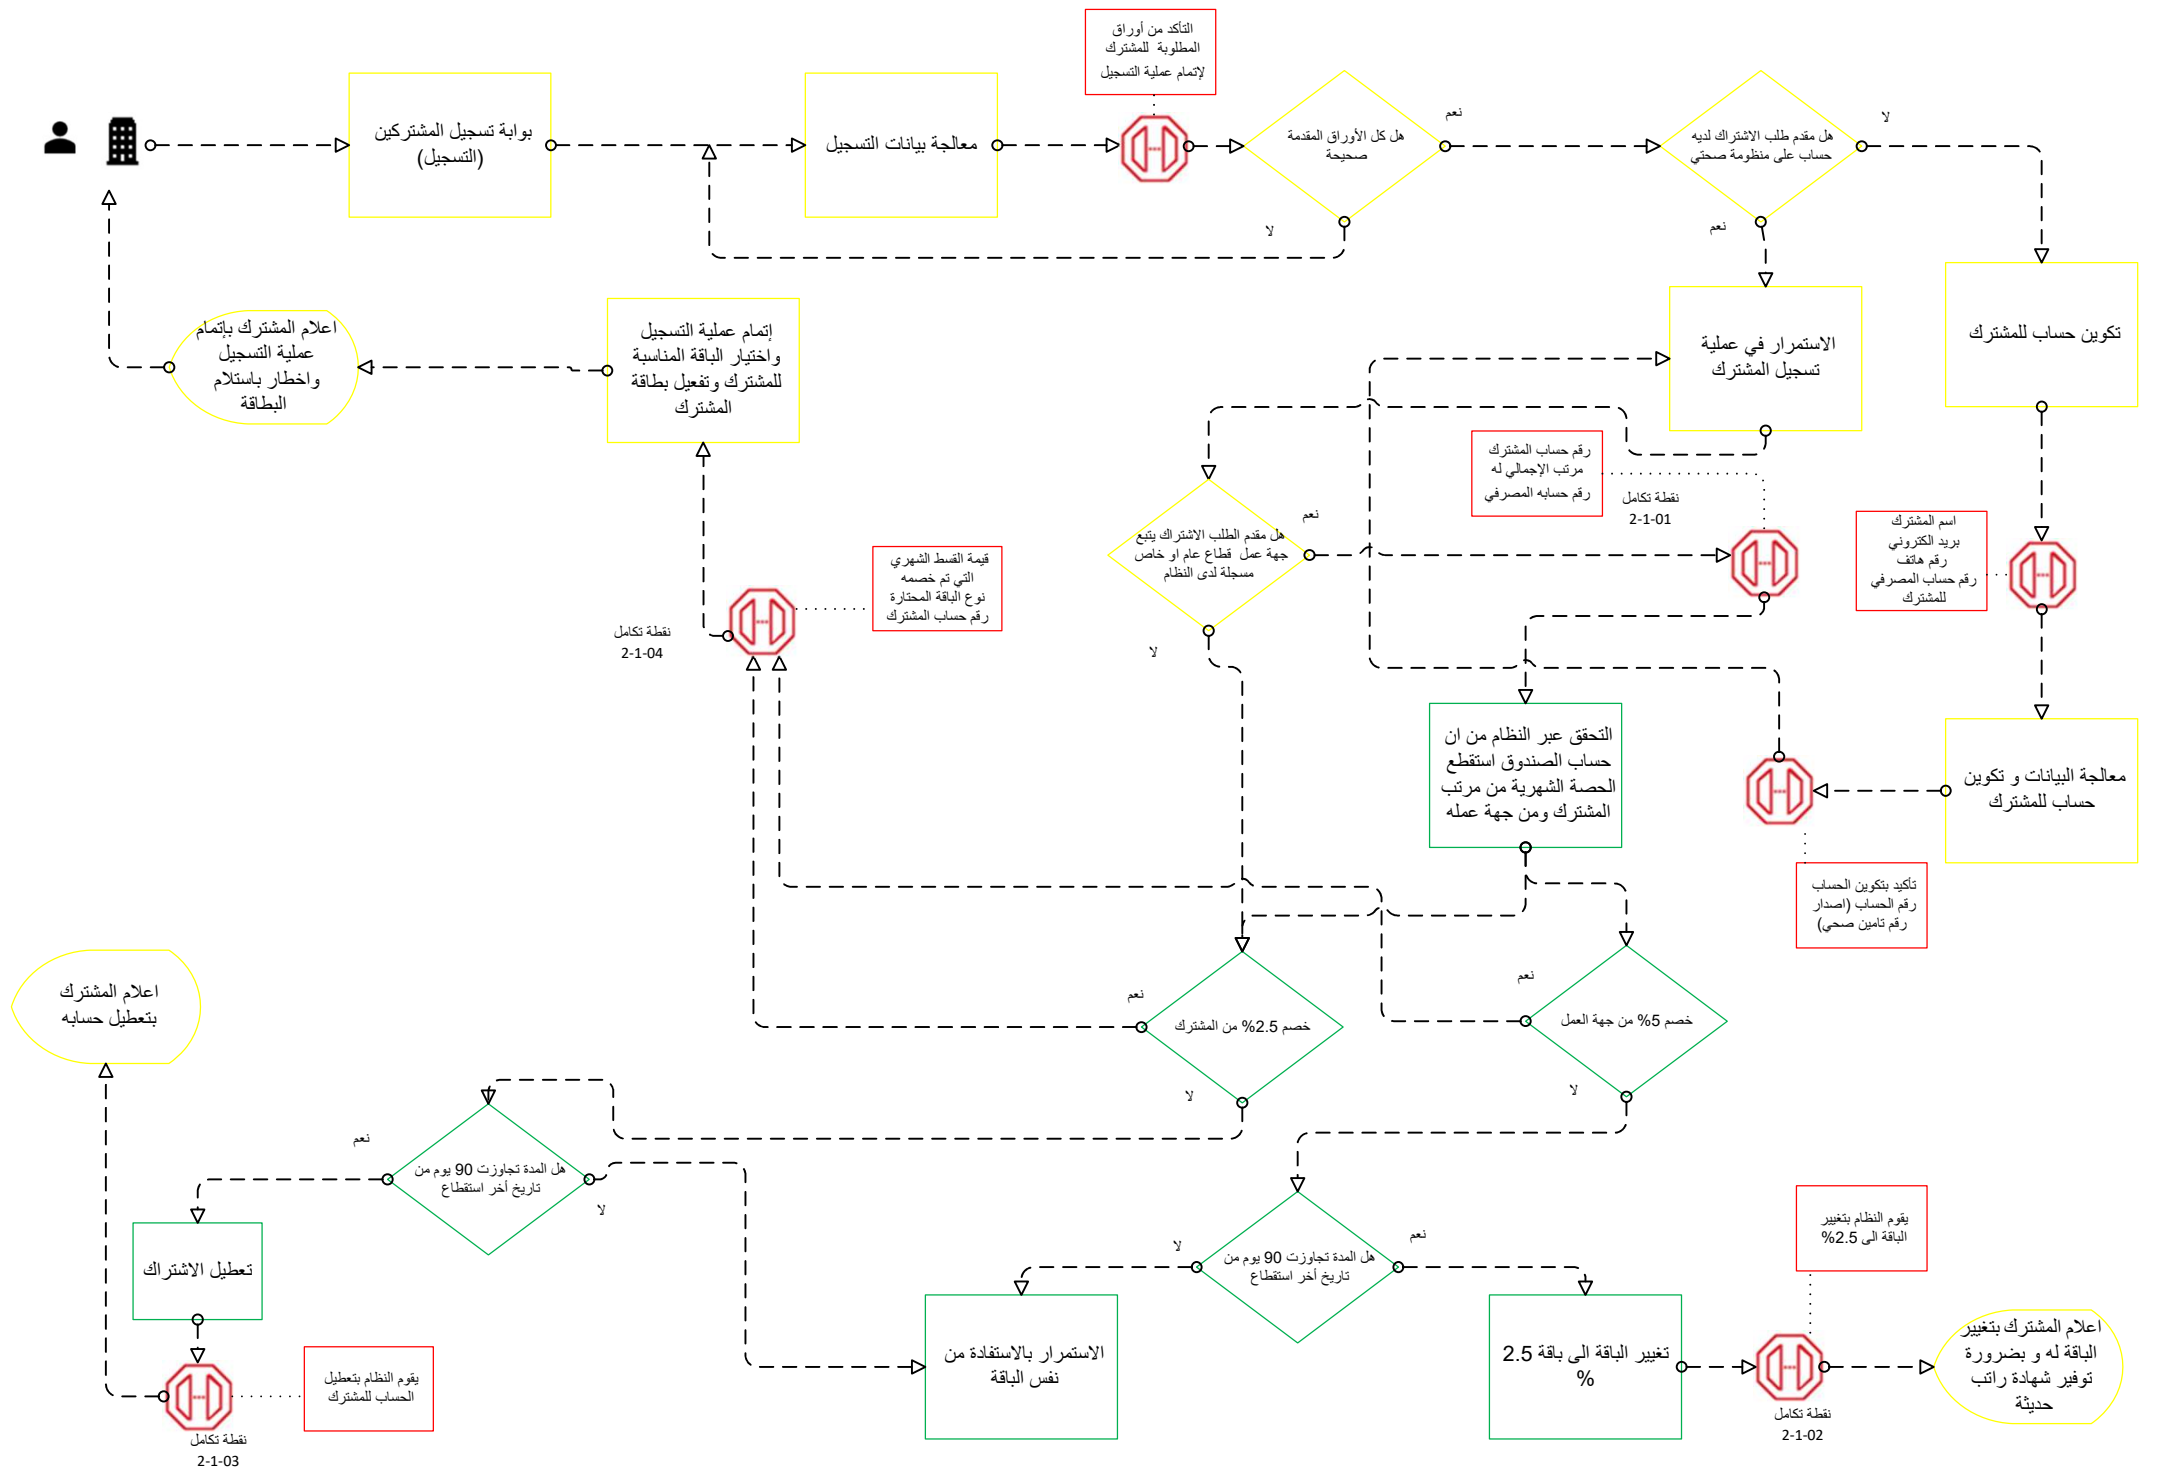 التأكد من أوراق
المطلوبة للمشترك
لإتمام عملية التسجيل
بوابة تسجيل المشتركين
(التسجيل)
معالجة بيانات التسجيل
هل كل الأوراق المقدمة
صحيحة
نعم
لا
هل مقدم طلب الاشتراك لديه
حساب على منظومة صحتي
لا
نعم
تكوين حساب للمشترك
الاستمرار في عملية
تسجيل المشترك
إتمام عملية التسجيل
واختيار الباقة المناسبة
للمشترك وتفعيل بطاقة
المشترك
اعلام المشترك بإتمام
عملية التسجيل
واخطار باستلام
البطاقة
رقم حساب المشترك
مرتب الإجمالي له
رقم حسابه المصرفي
نقطة تكامل
2-1-01
اسم المشترك
بريد الكتروني
رقم هاتف
رقم حساب المصرفي
للمشترك
هل مقدم الطلب الاشتراك يتبع
جهة عمل قطاع عام او خاص
مسجلة لدى النظام
نعم
لا
قيمة القسط الشهري
التي تم خصمه
نوع الباقة المحتارة
رقم حساب المشترك
نقطة تكامل
2-1-04
التحقق عبر النظام من ان
حساب الصندوق استقطع
الحصة الشهرية من مرتب
المشترك ومن جهة عمله
معالجة البيانات و تكوين
حساب للمشترك
تأكيد بتكوين الحساب
رقم الحساب (اصدار
رقم تامين صحي)
خصم 5% من جهة العمل
نعم
لا
خصم 2.5% من المشترك
نعم
لا
اعلام المشترك
بتعطيل حسابه
هل المدة تجاوزت 90 يوم من
تاريخ أخر استقطاع
نعم
لا
تعطيل الاشتراك
يقوم النظام بتعطيل
الحساب للمشترك
نقطة تكامل
2-1-03
هل المدة تجاوزت 90 يوم من
تاريخ أخر استقطاع
لا
نعم
الاستمرار بالاستفادة من
نفس الباقة
تغيير الباقة الى باقة 2.5
%
يقوم النظام بتغيير
الباقة الى 2.5%
نقطة تكامل
2-1-02
اعلام المشترك بتغيير
الباقة له و بضرورة
توفير شهادة راتب
حديثة